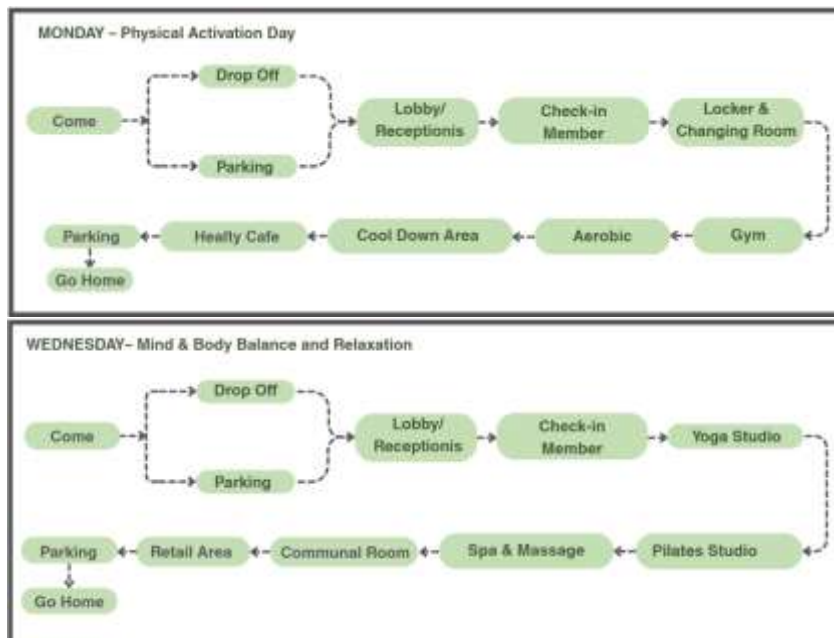 MONDAY – Physical Activation Day
Come
Drop Off
Parking
Lobby/
Receptionis
Check-in
Member
Locker &
Changing Room
Gym
Aerobic
Cool Down Area
Healty Cafe
Parking
Go Home
WEDNESDAY– Mind & Body Balance and Relaxation
Come
Drop Off
Parking
Lobby/
Receptionis
Check-in
Member
Yoga Studio
Pilates Studio
Spa & Massage
Communal Room
Retail Area
Parking
Go Home